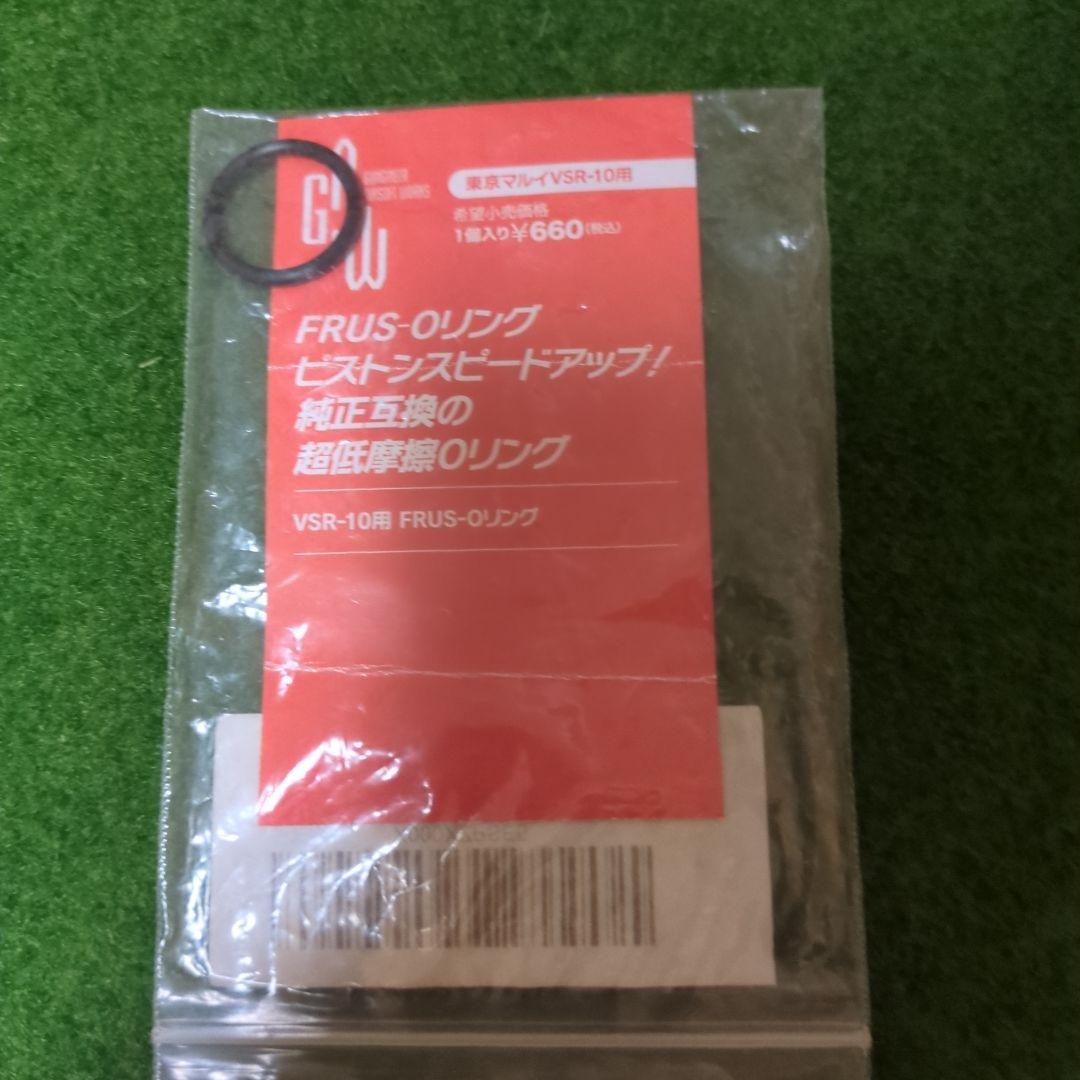 G W
AIRSOFT WORKS
東京マルイVSR-10用
希望小売価格
1個入り¥660(税込)
FRUS-Oリング
ピストンスピードアップ!
純正互換の
超低摩擦Oリング
VSR-10用 FRUS-Oリング